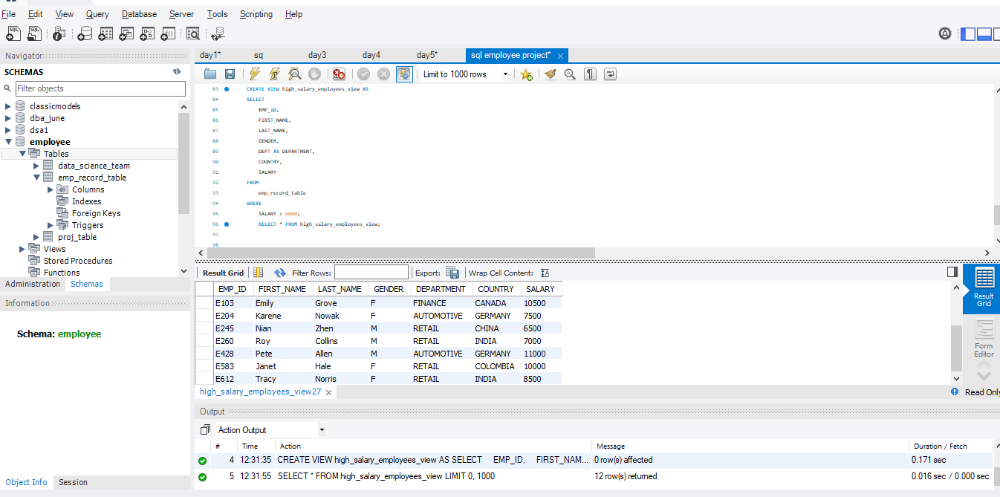 File Edit View Query Database Server Tools Scripting Help
Navigator
SCHEMAS
Filter objects
classicmodels
dba_june
dsa1
employee
Tables
data_science_team
emp_record_table
Columns
Indexes
Foreign Keys
Triggers
proj_table
Views
Stored Procedures
Functions
Administration Schemas
Information
Schema: employee
Object Info Session
day1* sq day3 day4 day5* sql employee project*
Limit to 1000 rows
83 CREATE VIEW high_salary_employees_view AS
84 SELECT
85 EMP_ID,
86 FIRST_NAME,
87 LAST_NAME,
88 GENDER,
89 DEPT AS DEPARTMENT,
90 COUNTRY,
91 SALARY
92 FROM
93 emp_record_table
94 WHERE
95 SALARY > 6000;
96 SELECT * FROM high_salary_employees_view;
97
98
Result Grid Filter Rows: Export: Wrap Cell Content: IA
EMP_ID FIRST_NAME LAST_NAME GENDER DEPARTMENT COUNTRY SALARY
E103 Emily Grove F FINANCE CANADA 10500
E204 Karene Nowak F AUTOMOTIVE GERMANY 7500
E245 Nian Zhen M RETAIL CHINA 6500
E260 Roy Collins M RETAIL INDIA 7000
E428 Pete Allen M AUTOMOTIVE GERMANY 11000
E583 Janet Hale F RETAIL COLOMBIA 10000
E612 Tracy Norris F RETAIL INDIA 8500
Result
Grid
Form
Editor
high_salary_employees_view27
Read Only
Output
Action Output
# Time Action Message Duration / Fetch
4 12:31:35 CREATE VIEW high_salary_employees_view AS SELECT EMP_ID, FIRST_NAM... 0 row(s) affected 0.171 sec
5 12:31:55 SELECT * FROM high_salary_employees_view LIMIT 0, 1000 12 row(s) returned 0.016 sec / 0.000 sec